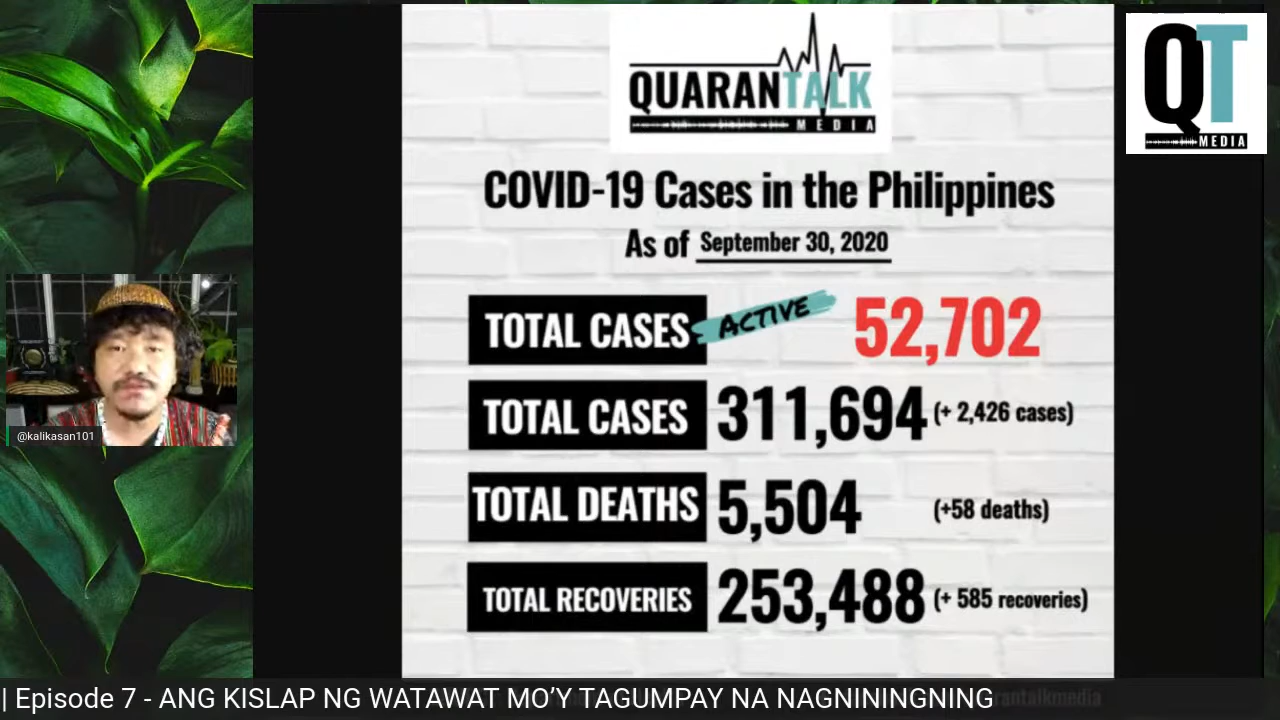 QUARANTALK
MEDIA
QT
MEDIA
COVID-19 Cases in the Philippines
As of September 30, 2020
TOTAL CASES ACTIVE 52,702
TOTAL CASES 311,694 (+ 2,426 cases)
TOTAL DEATHS 5,504 (+58 deaths)
TOTAL RECOVERIES 253,488 (+ 585 recoveries)
@kalikasan101
| Episode 7 - ANG KISLAP NG WATAWAT MO’Y TAGUMPAY NA NAGNININGNING